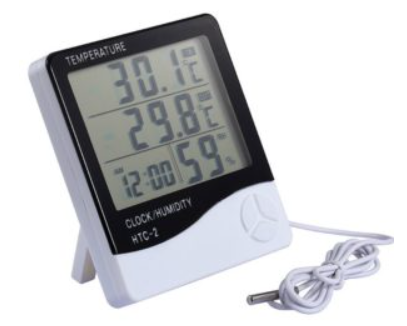 TEMPERATURE
30.1°C
29.8°C
12:00 59%
CLOCK/HUMIDITY
HTC-2